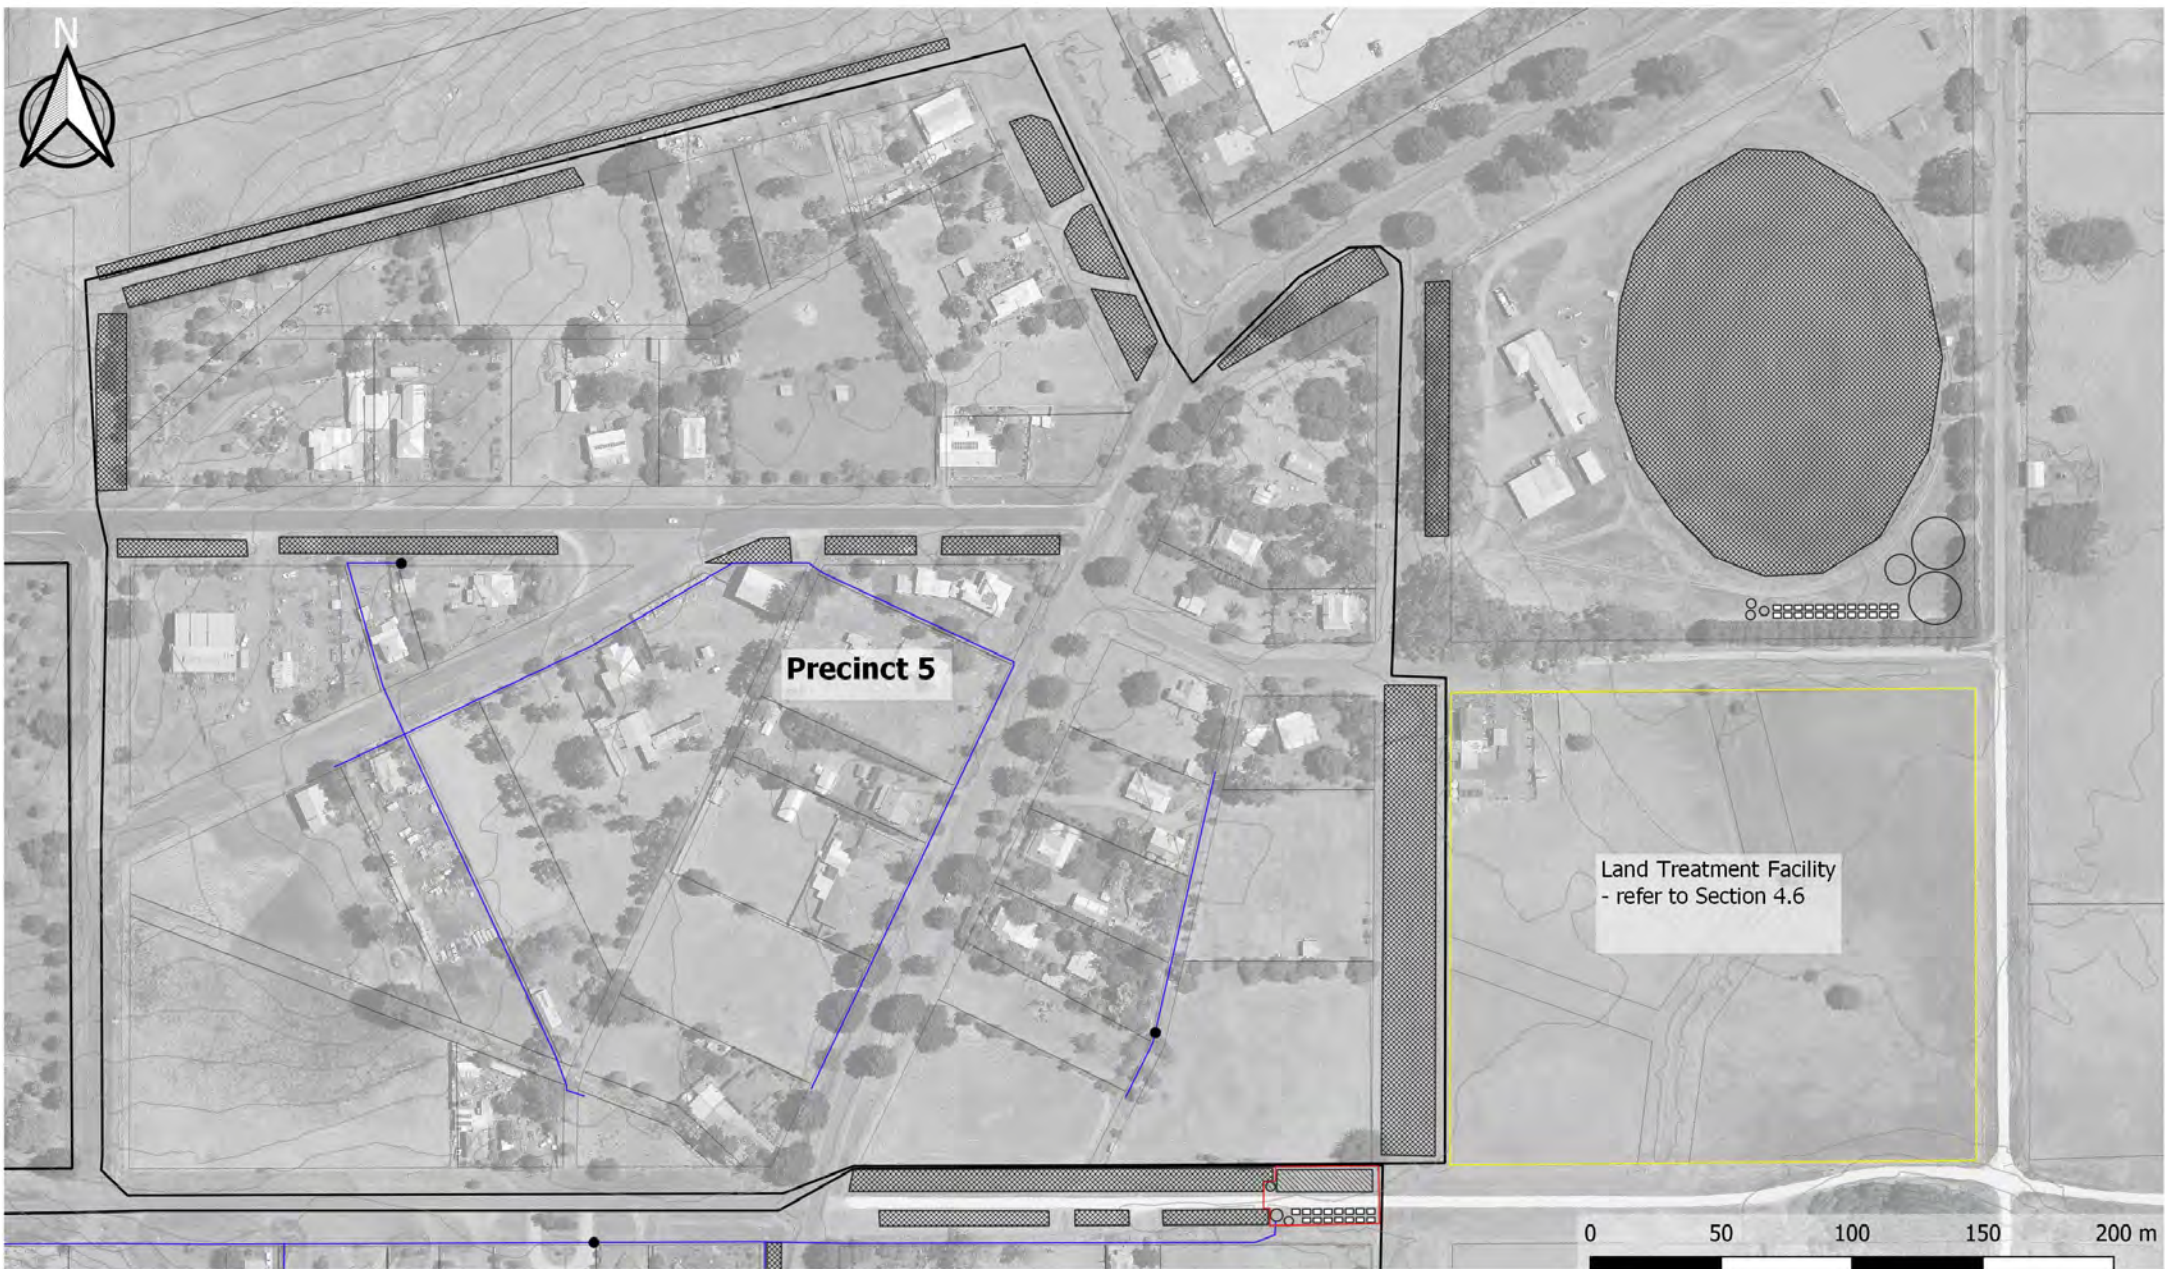 N
Precinct 5
Land Treatment Facility
- refer to Section 4.6
0 50 100 150 200 m